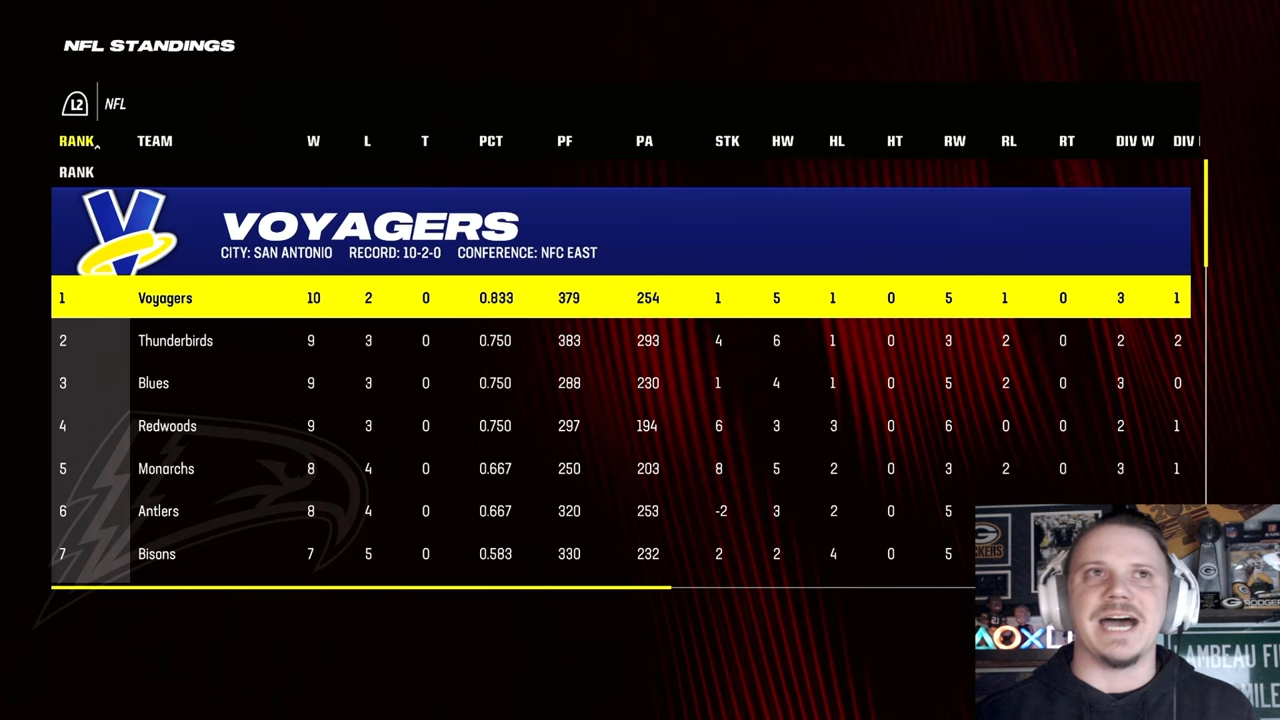 NFL STANDINGS
L2 NFL
RANK TEAM W L T PCT PF PA STK HW HL HT RW RL RT DIV W DIV
RANK
VOYAGERS
CITY: SAN ANTONIO RECORD: 10-2-0 CONFERENCE: NFC EAST
1 Voyagers 10 2 0 0.833 379 254 1 5 1 0 5 1 0 3 1
2 Thunderbirds 9 3 0 0.750 383 293 4 6 1 0 3 2 0 2 2
3 Blues 9 3 0 0.750 288 230 1 4 1 0 5 2 0 3 0
4 Redwoods 9 3 0 0.750 297 194 6 3 3 0 6 0 0 2 1
5 Monarchs 8 4 0 0.667 250 203 8 5 2 0 3 2 0 3 1
6 Antlers 8 4 0 0.667 320 253 -2 3 2 0 5
7 Bisons 7 5 0 0.583 330 232 2 2 4 0 5
RODGERS
LAMBEAU FI
MILE